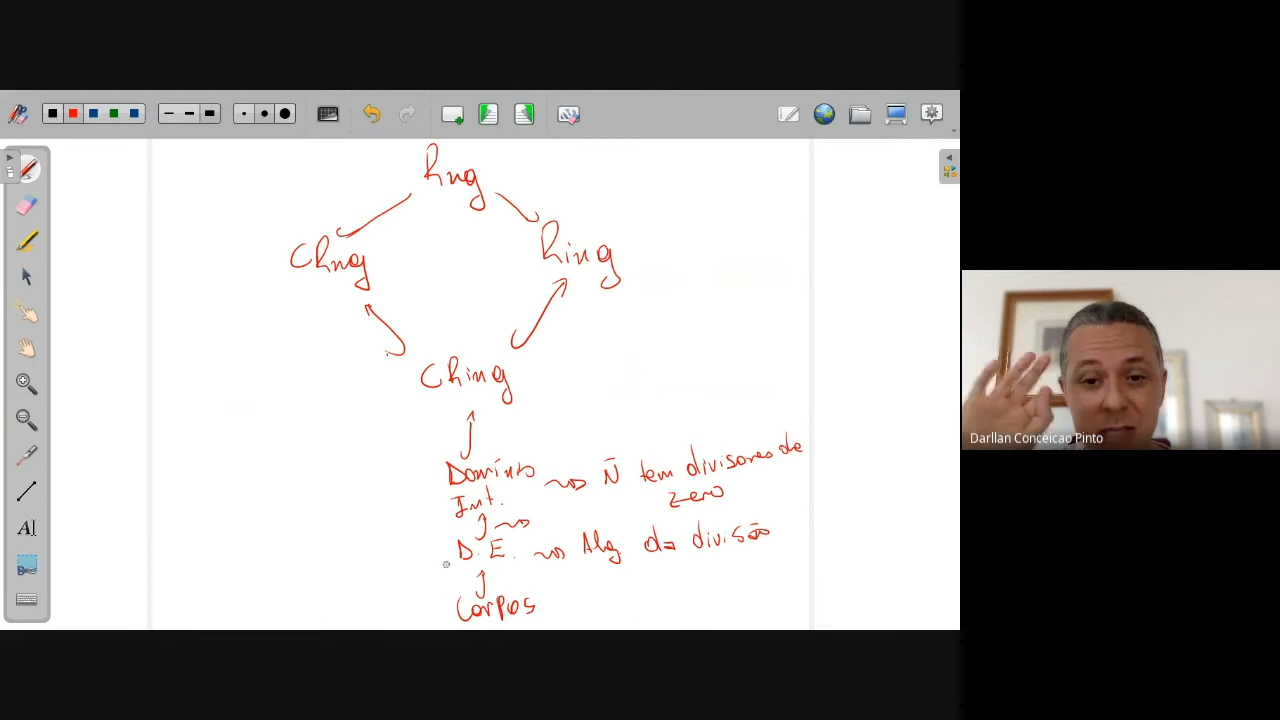 Rng
CRng
Ring
CRing
Domínio
Int.
Ñ tem divisores de
zero
D. E.
Alg da divisão
Corpos
Darllan Conceicao Pinto